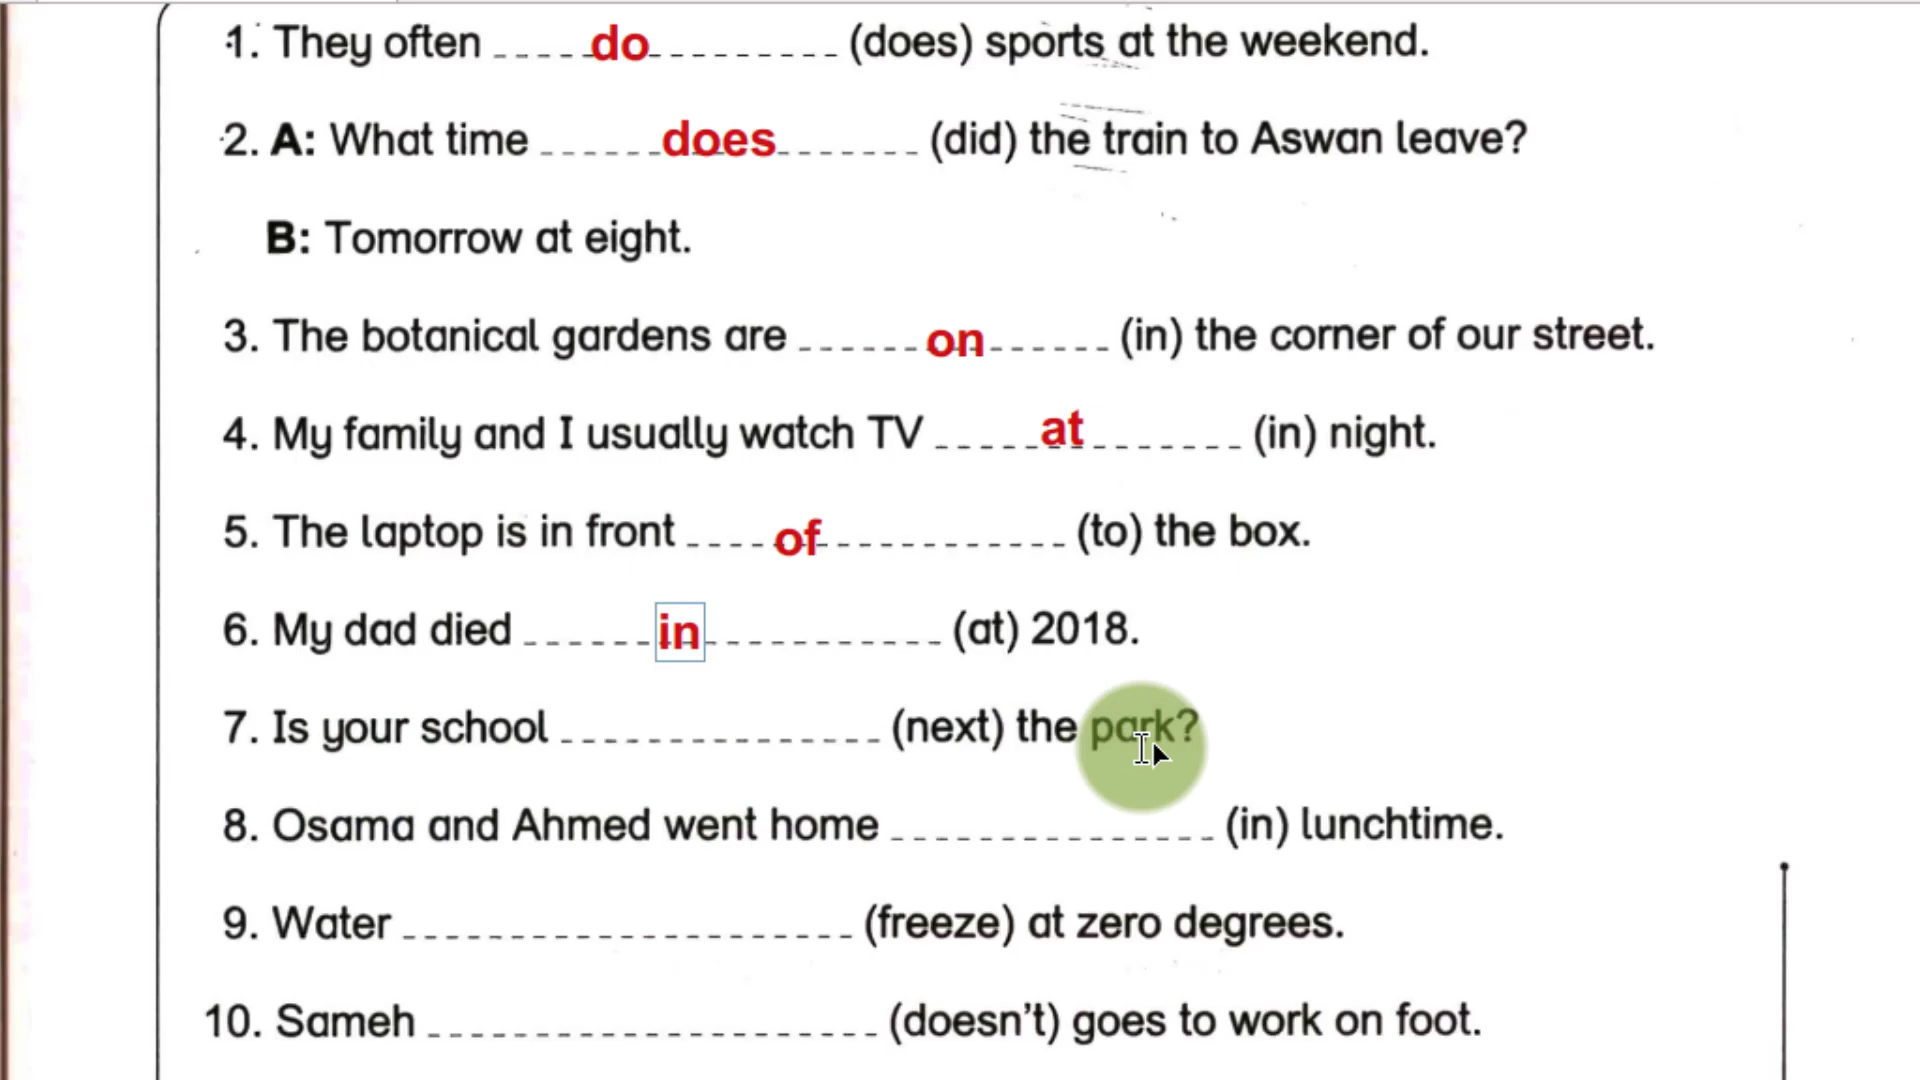 1. They often do (does) sports at the weekend.
2. A: What time does (did) the train to Aswan leave?
B: Tomorrow at eight.
3. The botanical gardens are on (in) the corner of our street.
4. My family and I usually watch TV at (in) night.
5. The laptop is in front of (to) the box.
6. My dad died in (at) 2018.
7. Is your school (next) the park?
8. Osama and Ahmed went home (in) lunchtime.
9. Water (freeze) at zero degrees.
10. Sameh (doesn't) goes to work on foot.